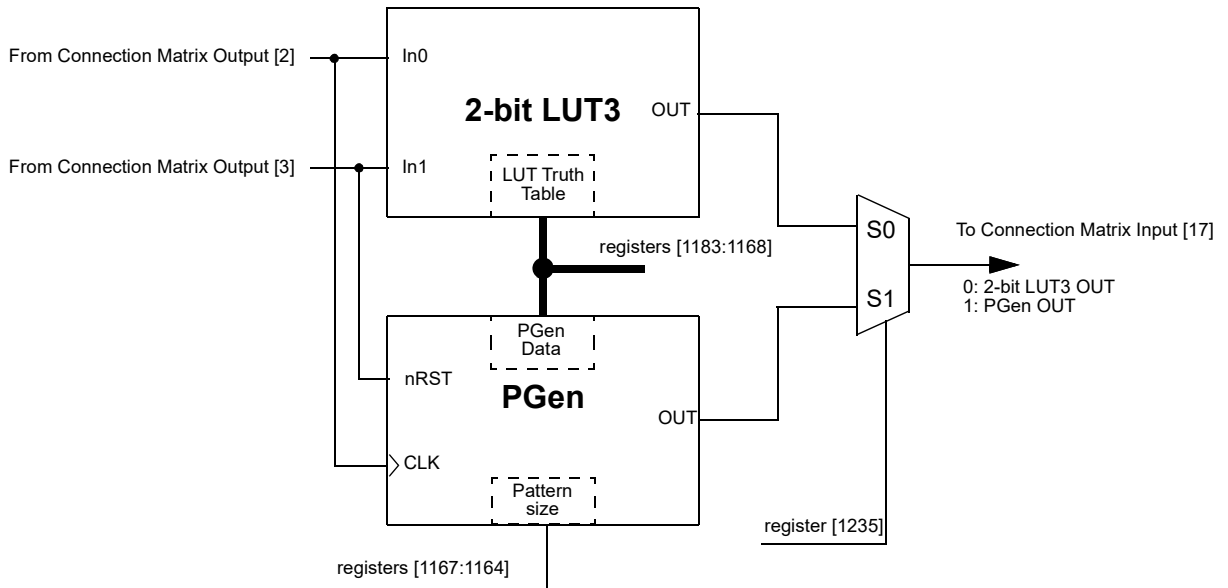 From Connection Matrix Output [2]
In0
2-bit LUT3
OUT
From Connection Matrix Output [3]
In1
LUT Truth
Table
registers [1183:1168]
S0
To Connection Matrix Input [17]
0: 2-bit LUT3 OUT
1: PGen OUT
S1
PGen
Data
nRST
PGen
OUT
CLK
Pattern
size
register [1235]
registers [1167:1164]